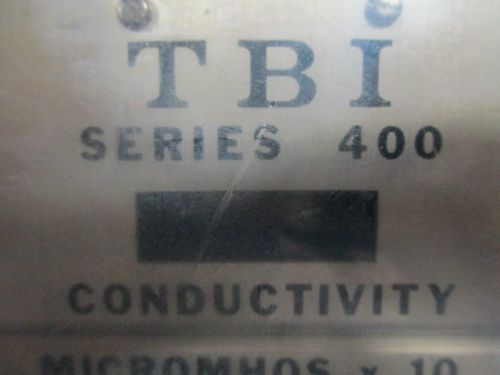 TBI
SERIES 400
CONDUCTIVITY
MICROMHOS x 10